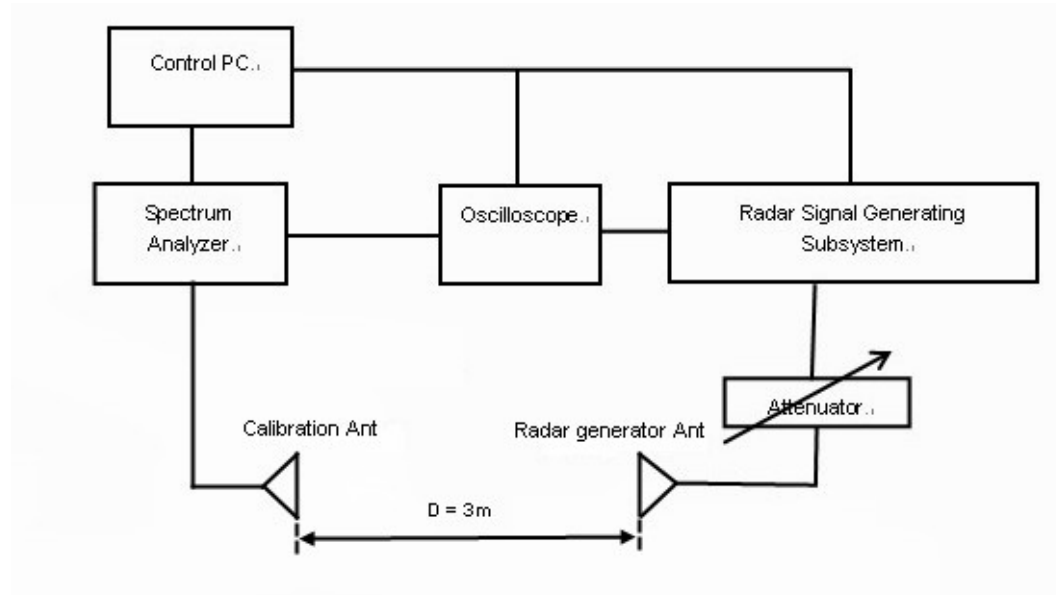 Control PC.
Spectrum
Analyzer.
Oscilloscope.
Radar Signal Generating
Subsystem.
Attenuator.
Calibration Ant
Radar generator Ant
D = 3m